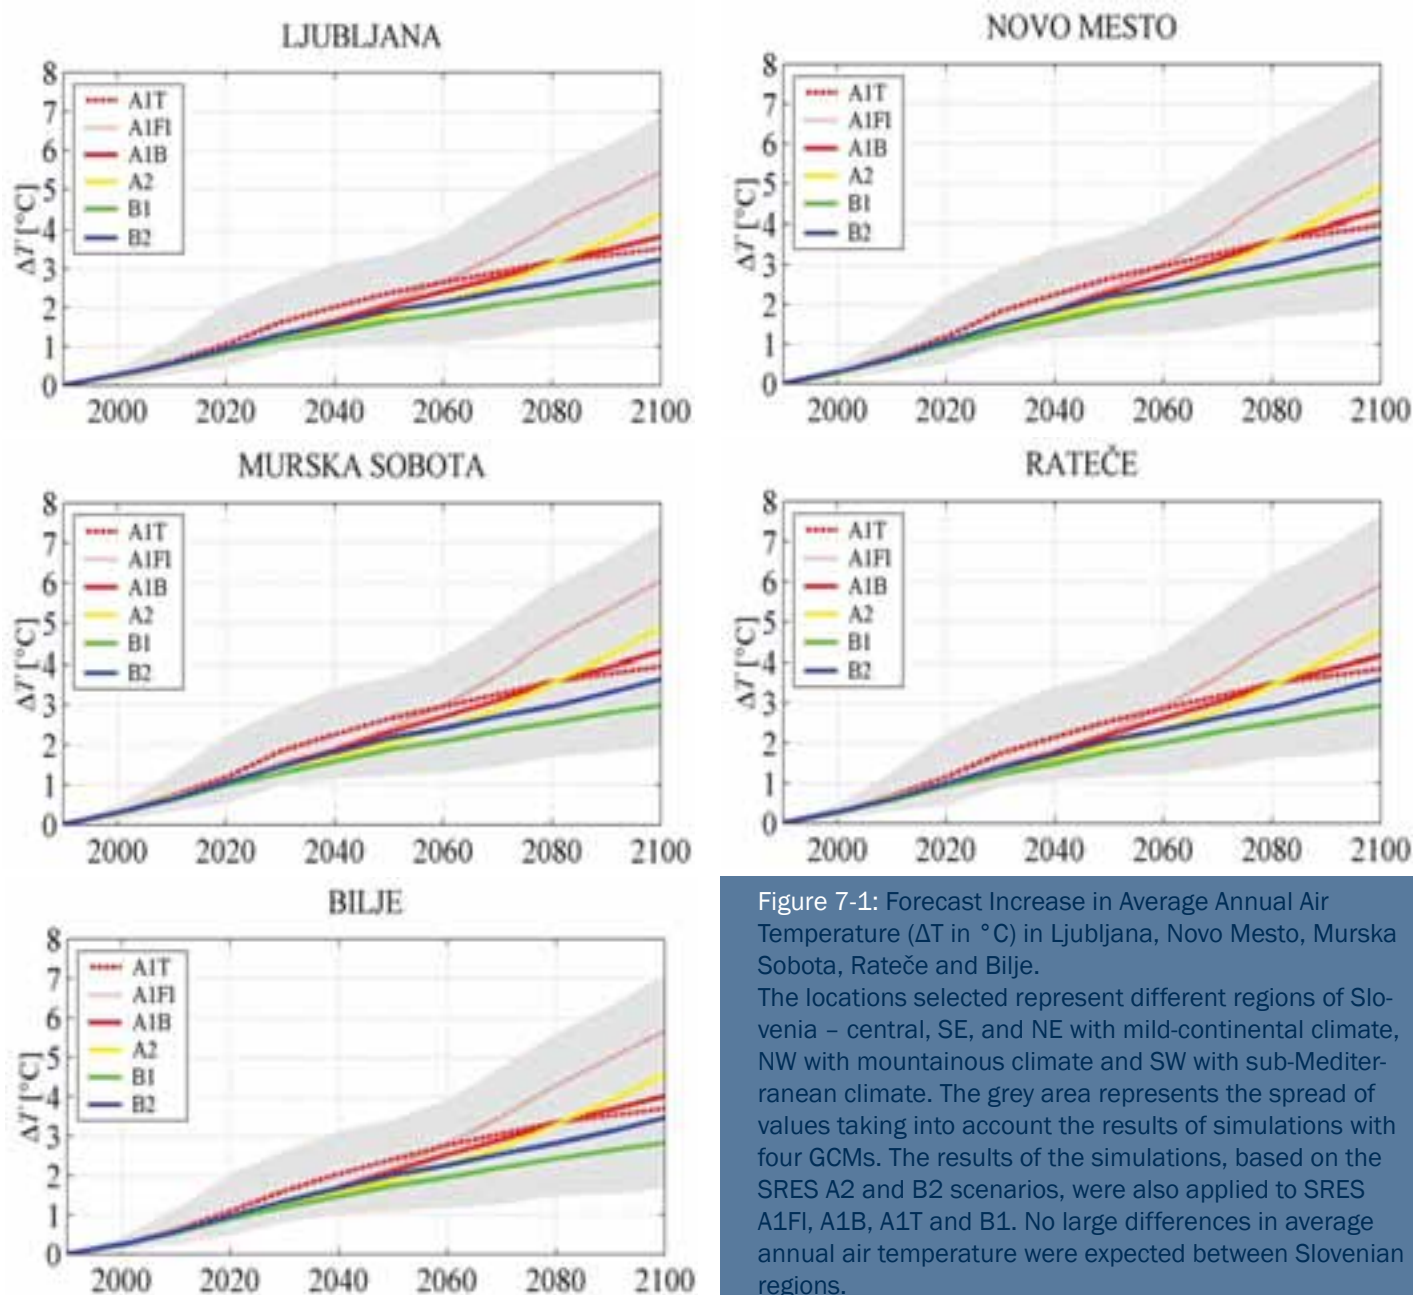 LJUBLJANA
8
7
6
5
4
3
2
1
0
ΔT [°C]
A1T
A1FI
A1B
A2
B1
B2
2000 2020 2040 2060 2080 2100
NOVO MESTO
8
7
6
5
4
3
2
1
0
ΔT [°C]
A1T
A1FI
A1B
A2
B1
B2
2000 2020 2040 2060 2080 2100
MURSKA SOBOTA
8
7
6
5
4
3
2
1
0
ΔT [°C]
A1T
A1FI
A1B
A2
B1
B2
2000 2020 2040 2060 2080 2100
RATEČE
8
7
6
5
4
3
2
1
0
ΔT [°C]
A1T
A1FI
A1B
A2
B1
B2
2000 2020 2040 2060 2080 2100
BILJE
8
7
6
5
4
3
2
1
0
ΔT [°C]
A1T
A1FI
A1B
A2
B1
B2
2000 2020 2040 2060 2080 2100
Figure 7-1: Forecast Increase in Average Annual Air
Temperature (ΔT in °C) in Ljubljana, Novo Mesto, Murska
Sobota, Rateče and Bilje.
The locations selected represent different regions of Slo-
venia – central, SE, and NE with mild-continental climate,
NW with mountainous climate and SW with sub-Mediter-
ranean climate. The grey area represents the spread of
values taking into account the results of simulations with
four GCMs. The results of the simulations, based on the
SRES A2 and B2 scenarios, were also applied to SRES
A1FI, A1B, A1T and B1. No large differences in average
annual air temperature were expected between Slovenian
regions.